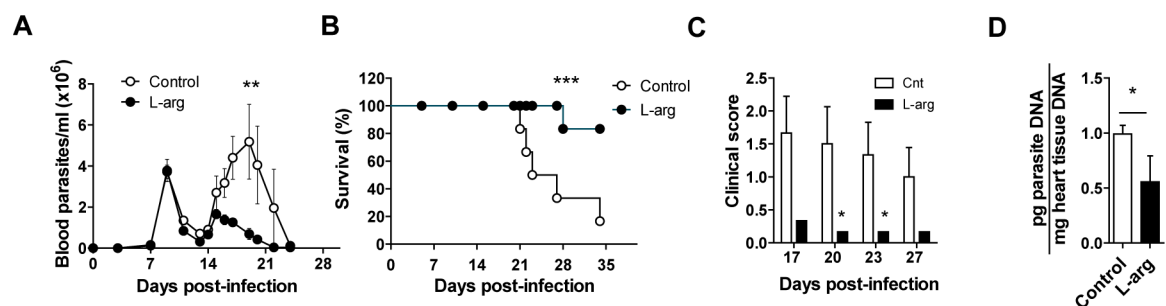 A
Blood parasites/ml (x10⁶)
8
6
4
2
0
0 7 14 21 28
Days post-infection
Control
L-arg
**
B
Survival (%)
120
100
80
60
40
20
0
0 7 14 21 28 35
Days post-infection
***
Control
L-arg
C
Clinical score
2.5
2.0
1.5
1.0
0.5
0.0
17 20 23 27
Days post-infection
Cnt
L-arg
*
*
D
pg parasite DNA
mg heart tissue DNA
1.5
1.0
0.5
0.0
*
Control
L-arg